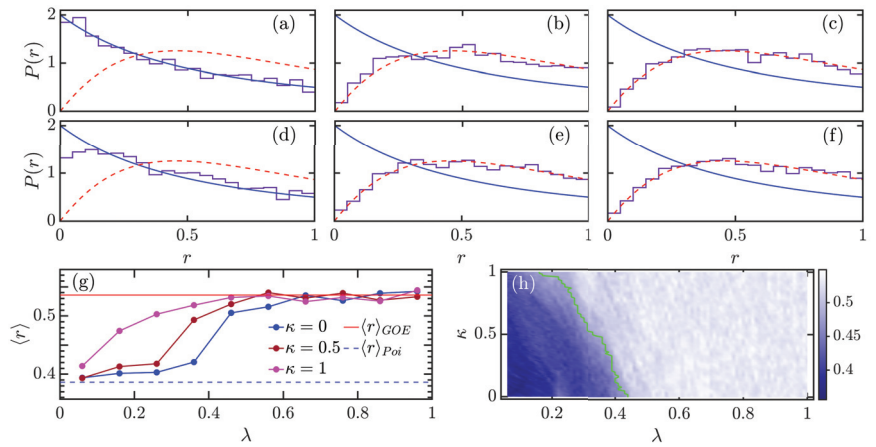 (a) (b) (c)
P(r) 2 1 0
(d) (e) (f)
P(r) 2 1 0
0 0.5 1 0 0.5 1 0 0.5 1
r r r
(g)
⟨r⟩ 0.5 0.4
κ = 0 ⟨r⟩GOE
κ = 0.5 ⟨r⟩Poi
κ = 1
0 0.2 0.4 0.6 0.8 1
λ
(h)
κ 1 0.5 0
0.2 0.4 0.6 0.8 1
λ
0.5
0.45
0.4